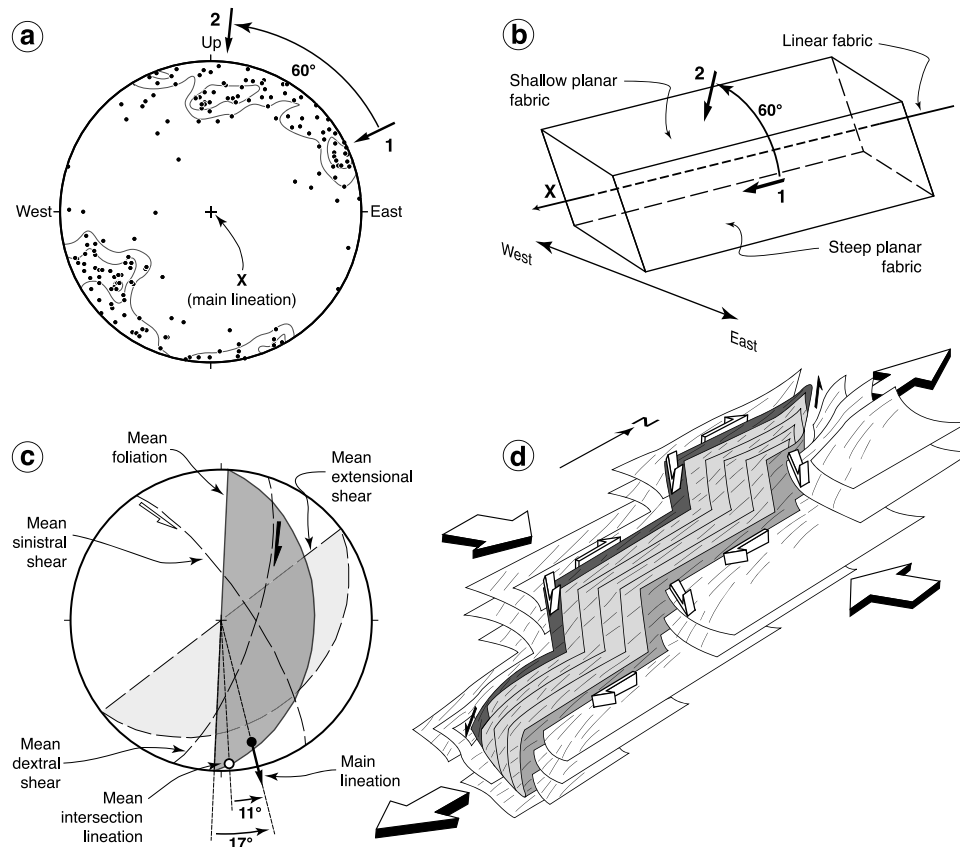 a
2
Up
60°
1
West
East
X
(main lineation)
b
Linear fabric
Shallow planar
fabric
2
60°
X
1
Steep planar
fabric
West
East
c
Mean
foliation
Mean
extensional
shear
Mean
sinistral
shear
Mean
dextral
shear
Mean
intersection
lineation
Main
lineation
11°
17°
d
N